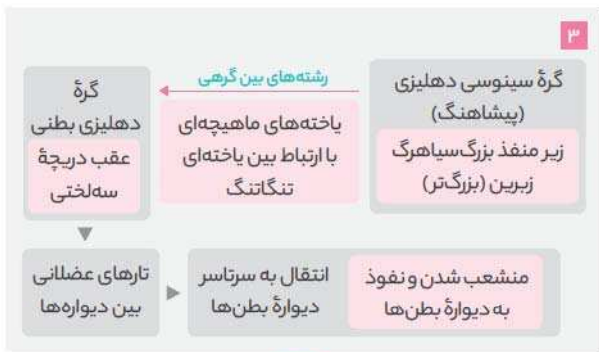 ۳
گرهٔ سینوسی دهلیزی
(پیشاهنگ)
زیر منفذ بزرگ‌سیاهرگ
زبرین (بزرگ‌تر)
رشته‌های بین گرهی
یاخته‌های ماهیچه‌ای
با ارتباط بین یاخته‌ای
تنگاتنگ
گرهٔ
دهلیزی بطنی
عقب دریچهٔ
سه‌لختی
تارهای عضلانی
بین دیواره‌ها
انتقال به سرتاسر
دیوارهٔ بطن‌ها
منشعب شدن و نفوذ
به دیوارهٔ بطن‌ها